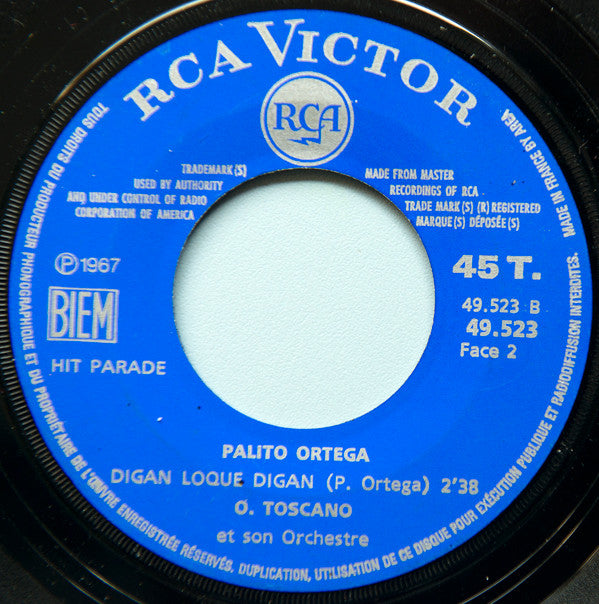 RCA VICTOR
RCA
TRADEMARK (S)
USED BY AUTHORITY
AND UNDER CONTROL OF RADIO
CORPORATION OF AMERICA
MADE FROM MASTER
RECORDINGS OF RCA
TRADE MARK (S) (R) REGISTERED
MARQUE (S) DÉPOSÉE (S)
℗ 1967
BIEM
HIT PARADE
45 T.
49.523 B
49.523
Face 2
PALITO ORTEGA
DIGAN LOQUE DIGAN (P. Ortega) 2'38
O. TOSCANO
et son Orchestre
TOUS DROITS DU PRODUCTEUR PHONOGRAPHIQUE ET DU PROPRIÉTAIRE DE L'ŒUVRE ENREGISTRÉE RÉSERVÉS. DUPLICATION, UTILISATION DE CE DISQUE POUR EXÉCUTION PUBLIQUE ET RADIODIFFUSION INTERDITES. MADE IN FRANCE BY AREA